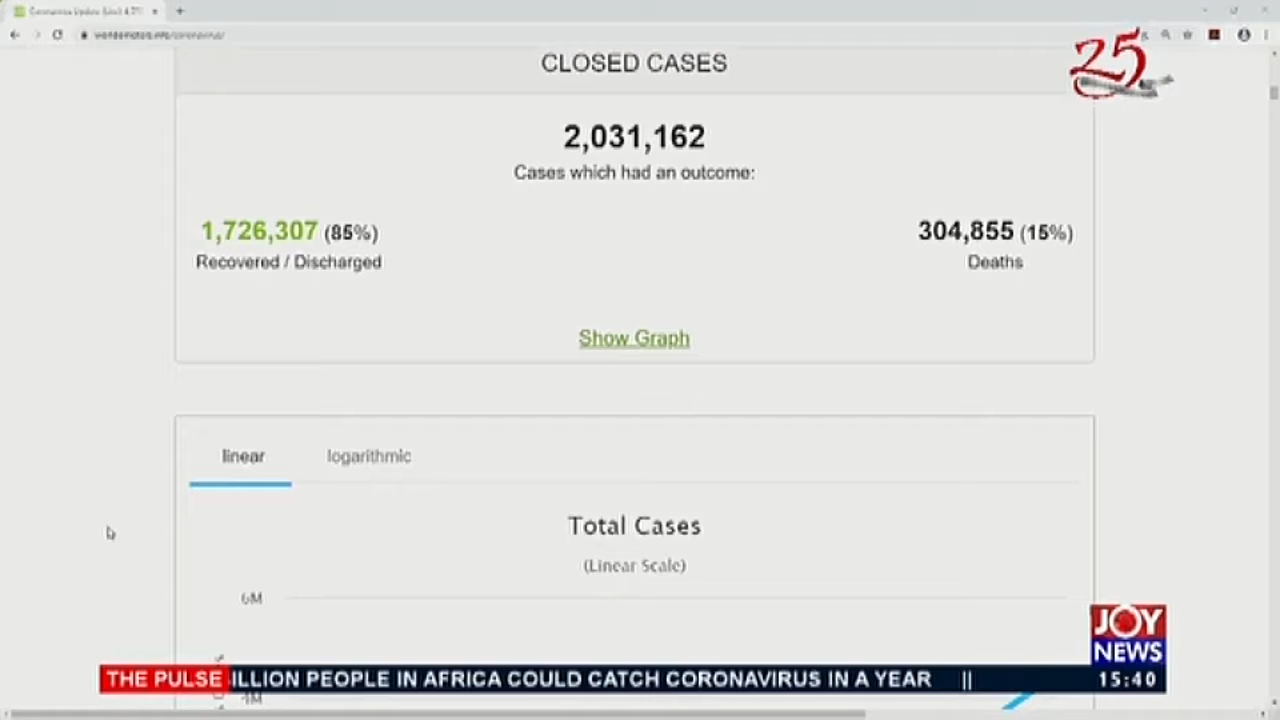 25
CLOSED CASES
2,031,162
Cases which had an outcome:
1,726,307 (85%)
Recovered / Discharged
304,855 (15%)
Deaths
Show Graph
linear
logarithmic
Total Cases
(Linear Scale)
6M
4M
JOY
NEWS
THE PULSE
ILLION PEOPLE IN AFRICA COULD CATCH CORONAVIRUS IN A YEAR ||
15:40